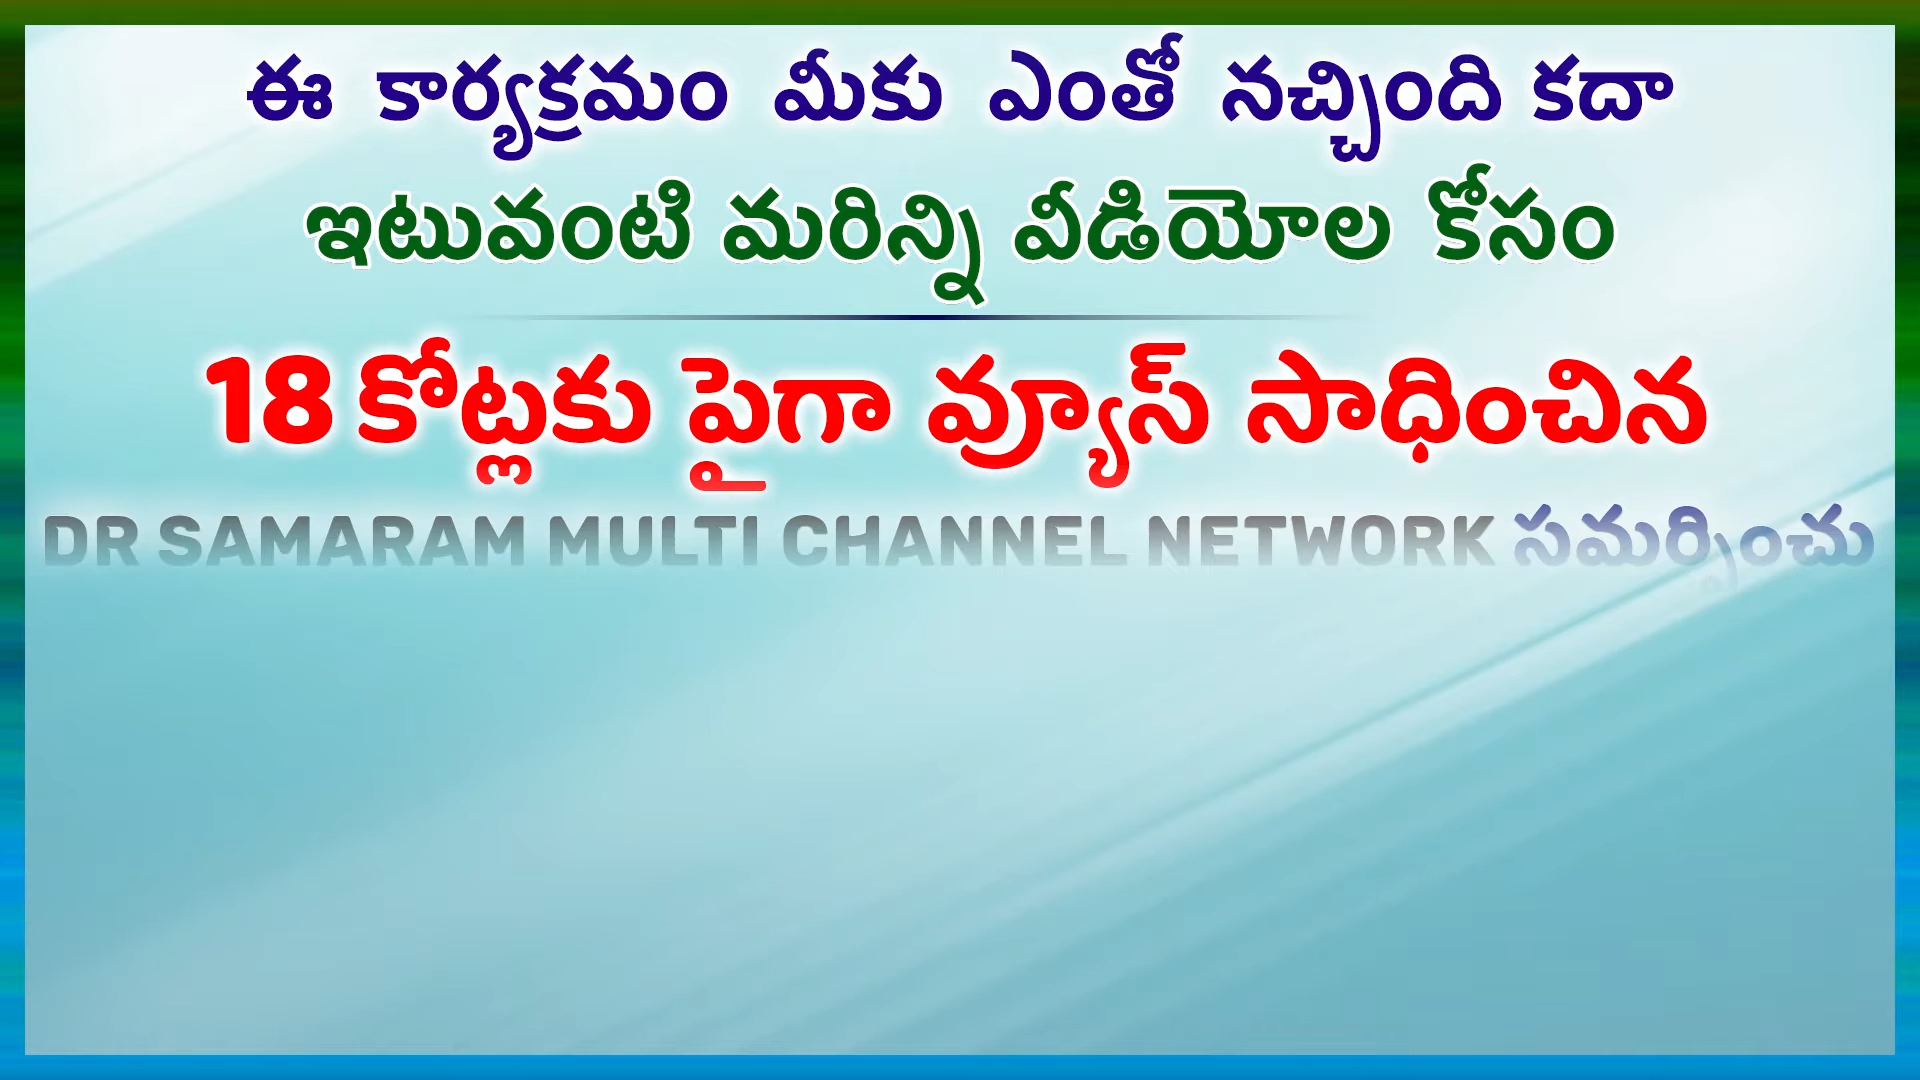 ఈ కార్యక్రమం మీకు ఎంతో నచ్చింది కదా
ఇటువంటి మరిన్ని వీడియోల కోసం
18 కోట్లకు పైగా వ్యూస్ సాధించిన
DR SAMARAM MULTI CHANNEL NETWORK సమర్పించు